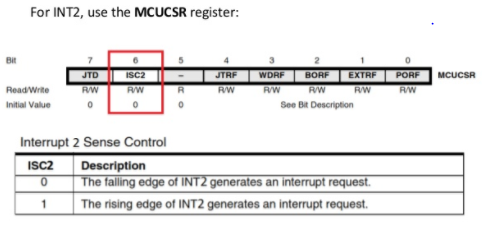 For INT2, use the MCUCSR register:
Bit 7 6 5 4 3 2 1 0
JTD ISC2 – JTRF WDRF BORF EXTRF PORF MCUCSR
Read/Write R/W R/W R R/W R/W R/W R/W R/W
Initial Value 0 0 0 See Bit Description
Interrupt 2 Sense Control
ISC2 Description
0 The falling edge of INT2 generates an interrupt request.
1 The rising edge of INT2 generates an interrupt request.